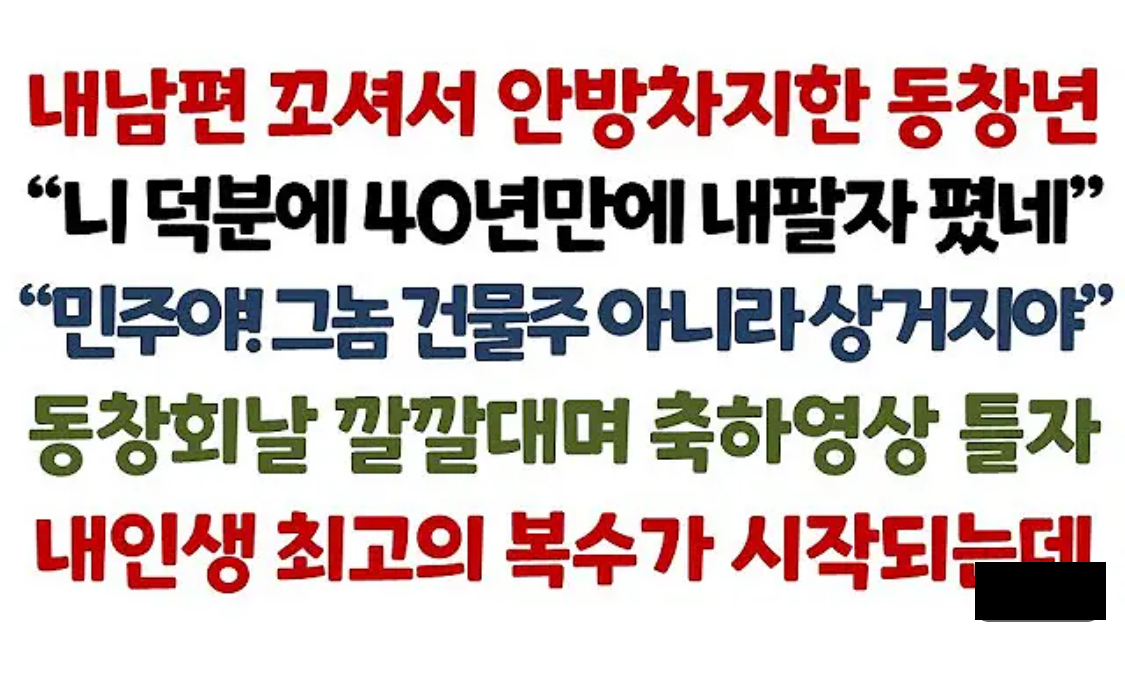 내남편 꼬셔서 안방차지한 동창년
“니 덕분에 40년만에 내팔자 폈네”
“민주야! 그놈 건물주 아니라 상거지야”
동창회날 깔깔대며 축하영상 틀자
내인생 최고의 복수가 시작되는데